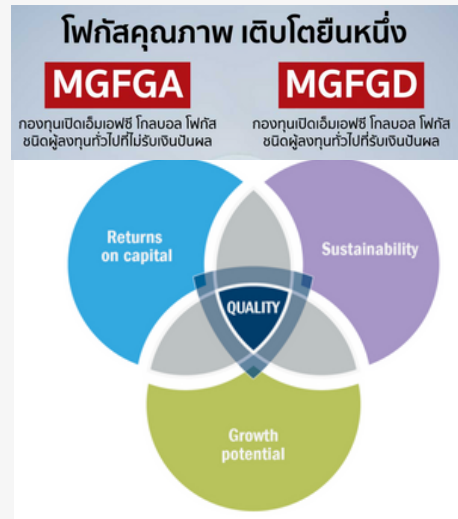 โฟกัสคุณภาพ เติบโตยืนหนึ่ง
MGFGA
กองทุนเปิดเอ็มเอฟซี โกลบอล โฟกัส
ชนิดผู้ลงทุนทั่วไปที่ไม่รับเงินปันผล
MGFGD
กองทุนเปิดเอ็มเอฟซี โกลบอล โฟกัส
ชนิดผู้ลงทุนทั่วไปที่รับเงินปันผล
Returns
on capital
Sustainability
QUALITY
Growth
potential